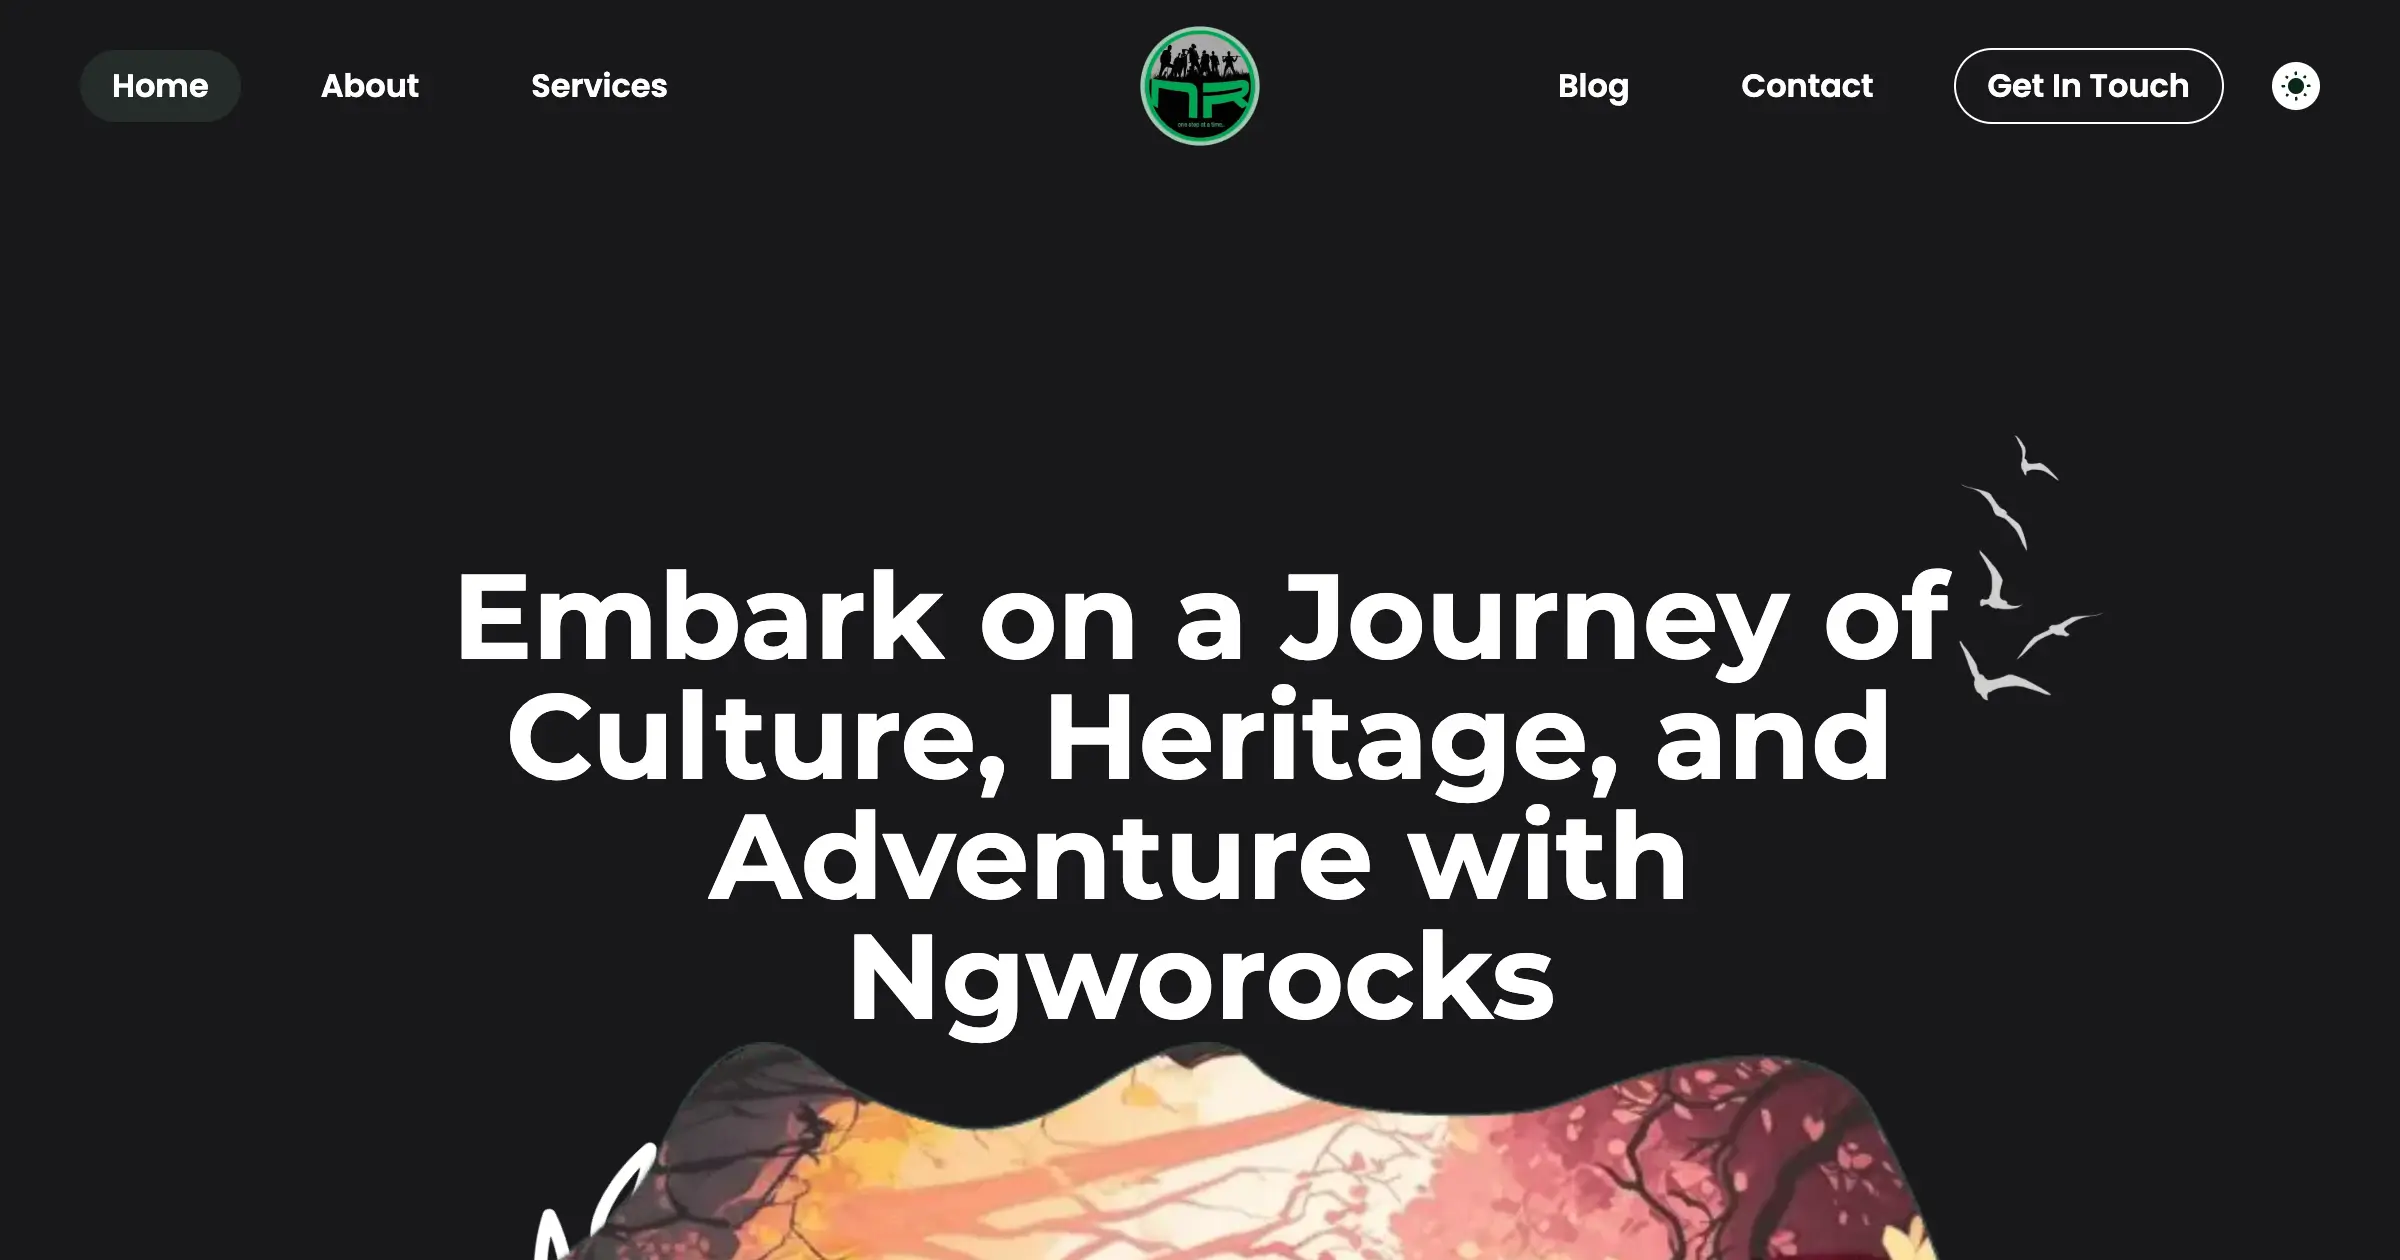 Home
About
Services
NR
one step at a time.
Blog
Contact
Get In Touch
Embark on a Journey of
Culture, Heritage, and
Adventure with
Ngworocks